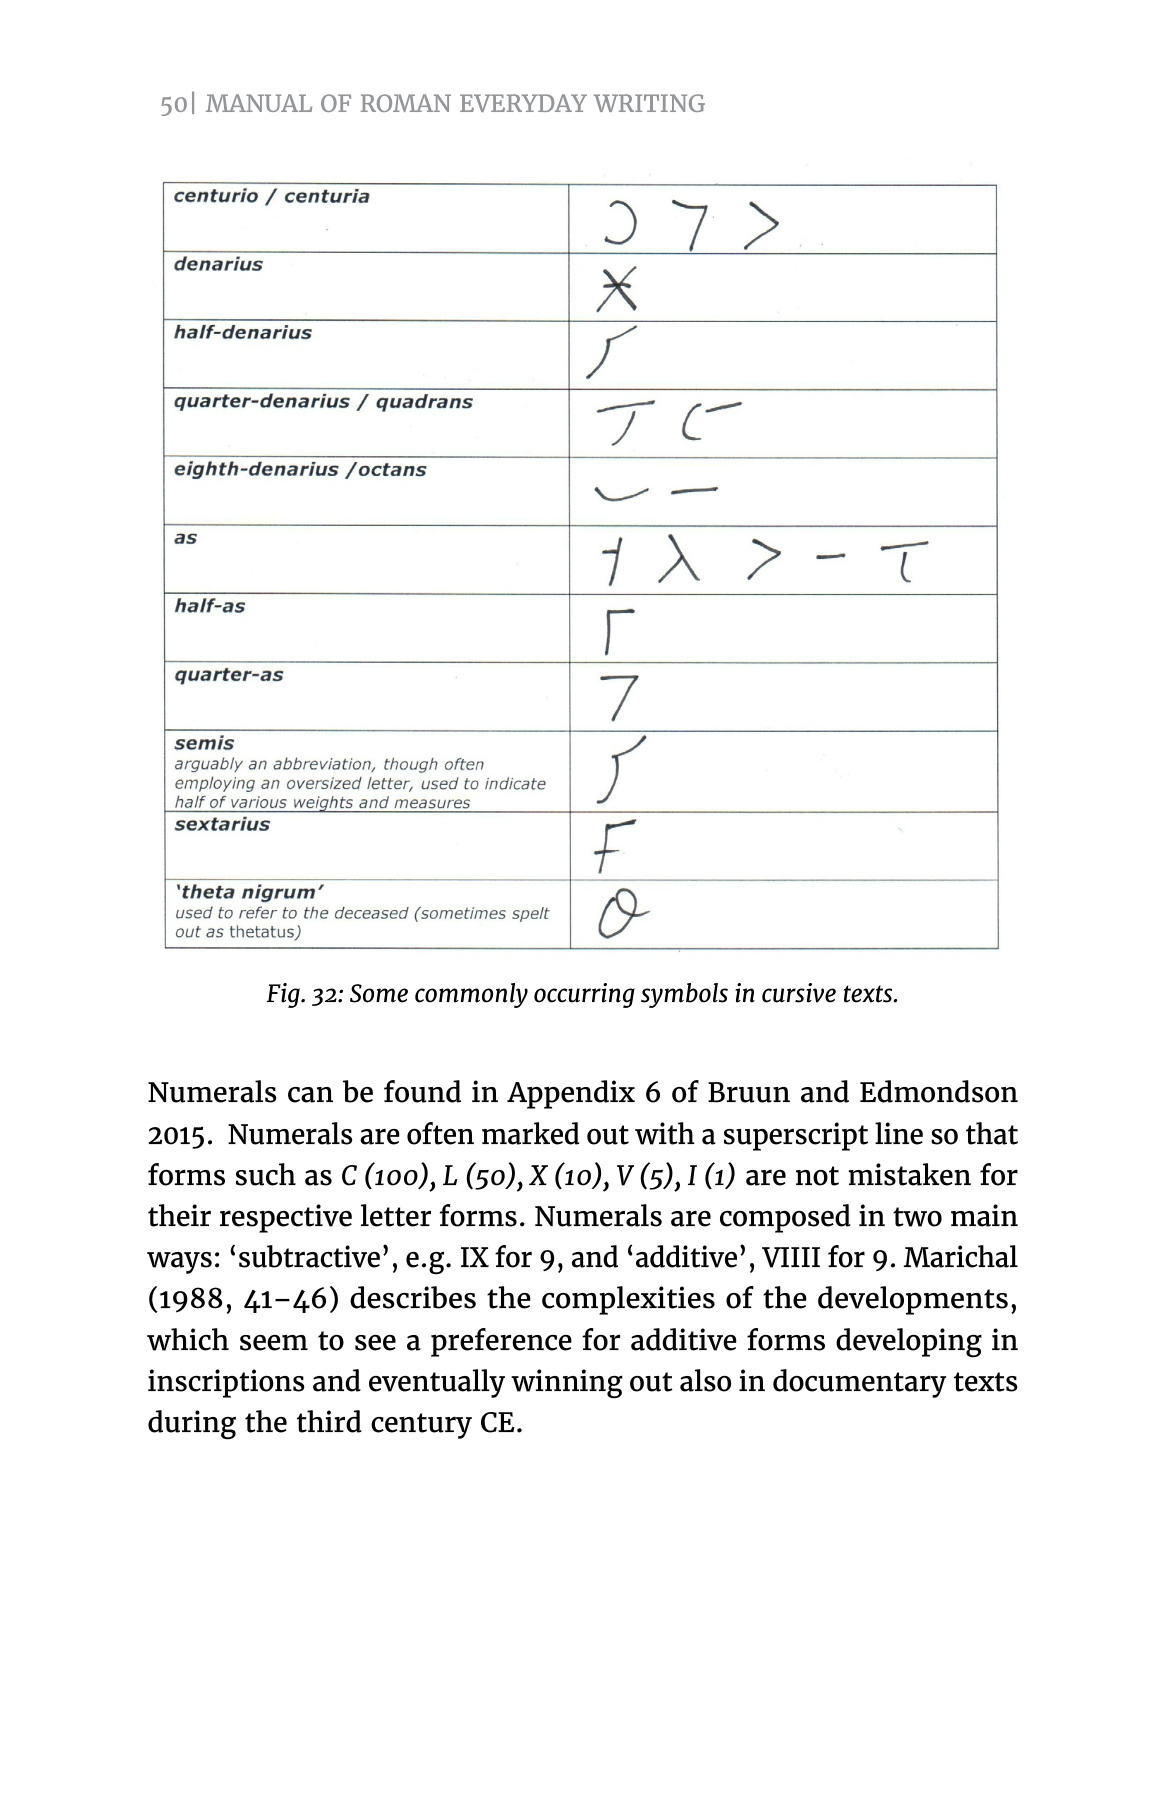 50| MANUAL OF ROMAN EVERYDAY WRITING
centurio / centuria Ɔ 7 >
denarius
half-denarius
quarter-denarius / quadrans
eighth-denarius /octans
as
half-as
quarter-as
semis
arguably an abbreviation, though often
employing an oversized letter, used to indicate
half of various weights and measures
sextarius
‘theta nigrum’
used to refer to the deceased (sometimes spelt
out as thetatus)
Fig. 32: Some commonly occurring symbols in cursive texts.
Numerals can be found in Appendix 6 of Bruun and Edmondson
2015. Numerals are often marked out with a superscript line so that
forms such as C (100), L (50), X (10), V (5), I (1) are not mistaken for
their respective letter forms. Numerals are composed in two main
ways: ‘subtractive’, e.g. IX for 9, and ‘additive’, VIIII for 9. Marichal
(1988, 41–46) describes the complexities of the developments,
which seem to see a preference for additive forms developing in
inscriptions and eventually winning out also in documentary texts
during the third century CE.